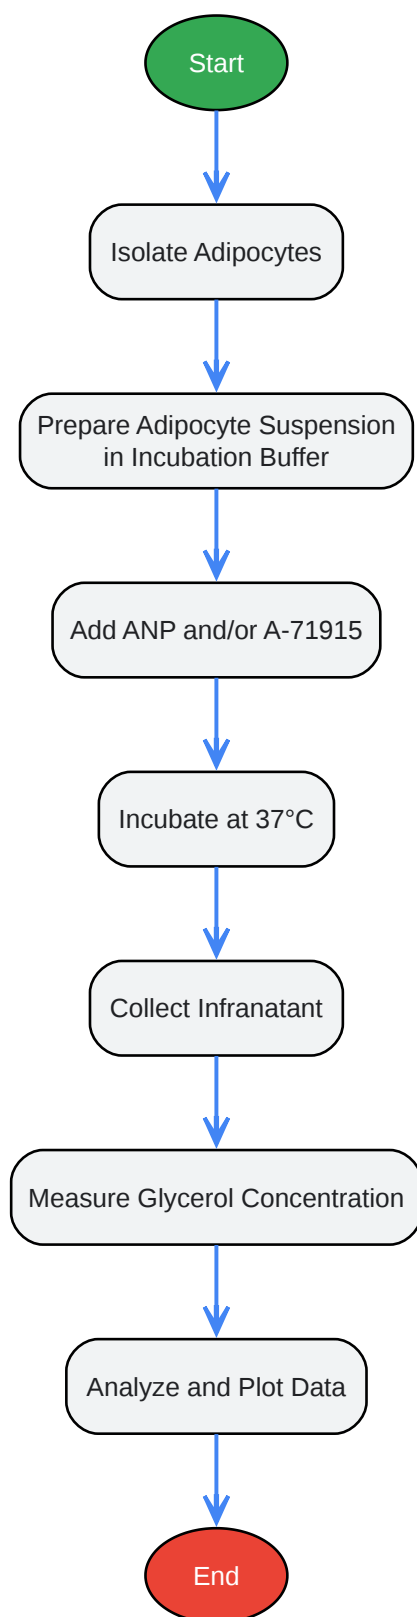 Start
Isolate Adipocytes
Prepare Adipocyte Suspension
in Incubation Buffer
Add ANP and/or A-71915
Incubate at 37°C
Collect Infranatant
Measure Glycerol Concentration
Analyze and Plot Data
End